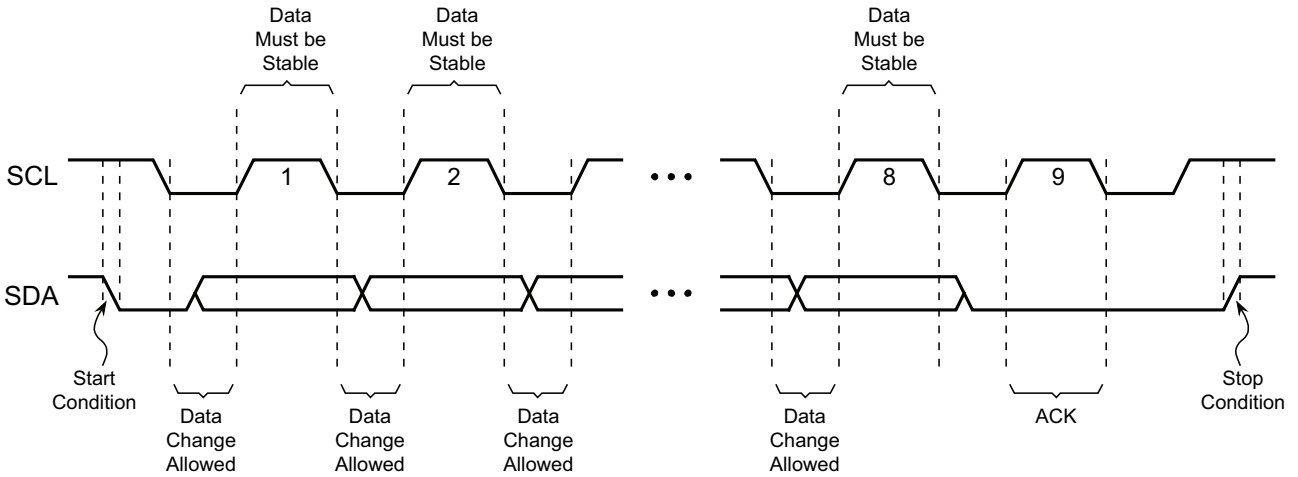 Data
Must be
Stable
Data
Must be
Stable
Data
Must be
Stable
SCL
1
2
8
9
SDA
Start
Condition
Data
Change
Allowed
Data
Change
Allowed
Data
Change
Allowed
Data
Change
Allowed
ACK
Stop
Condition